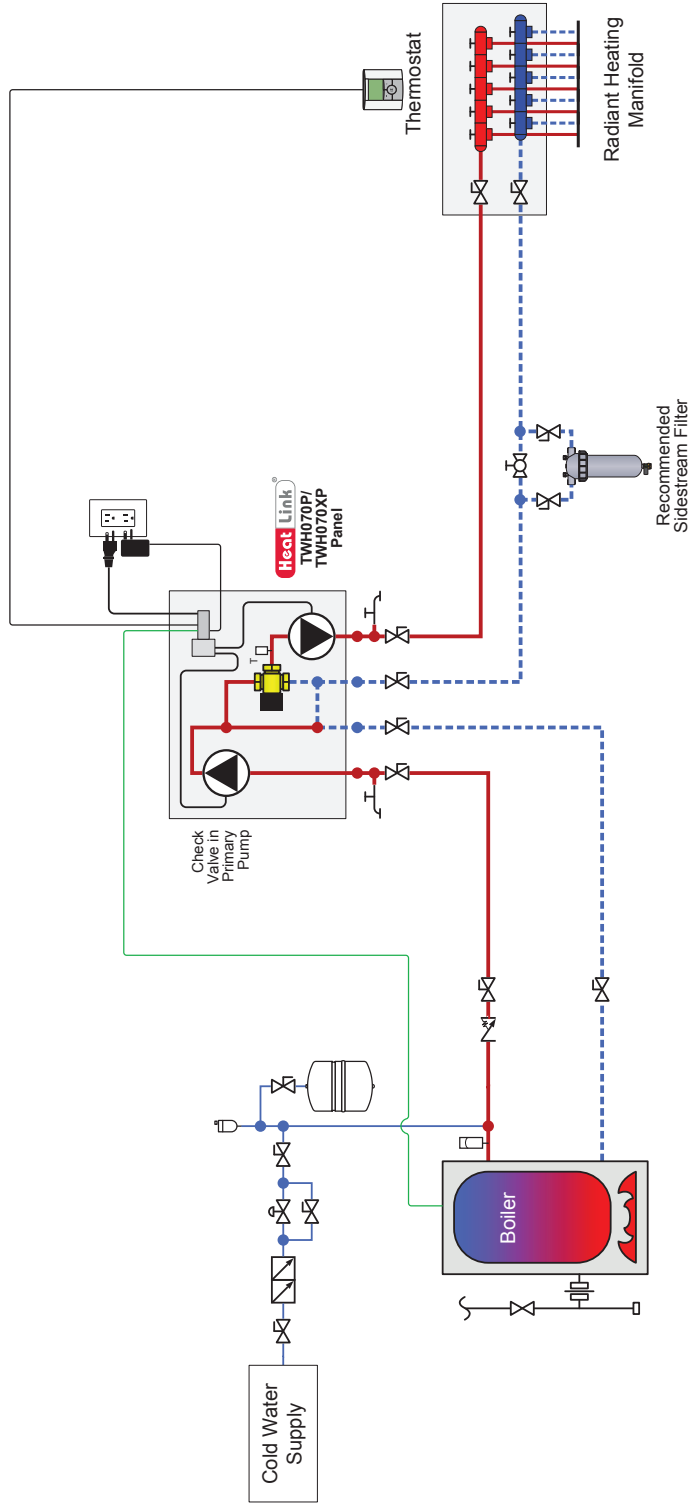 Cold Water
Supply
Boiler
Check
Valve in
Primary
Pump
T
Heat Link®
TWH070P/
TWH070XP
Panel
Thermostat
Radiant Heating
Manifold
Recommended
Sidestream Filter